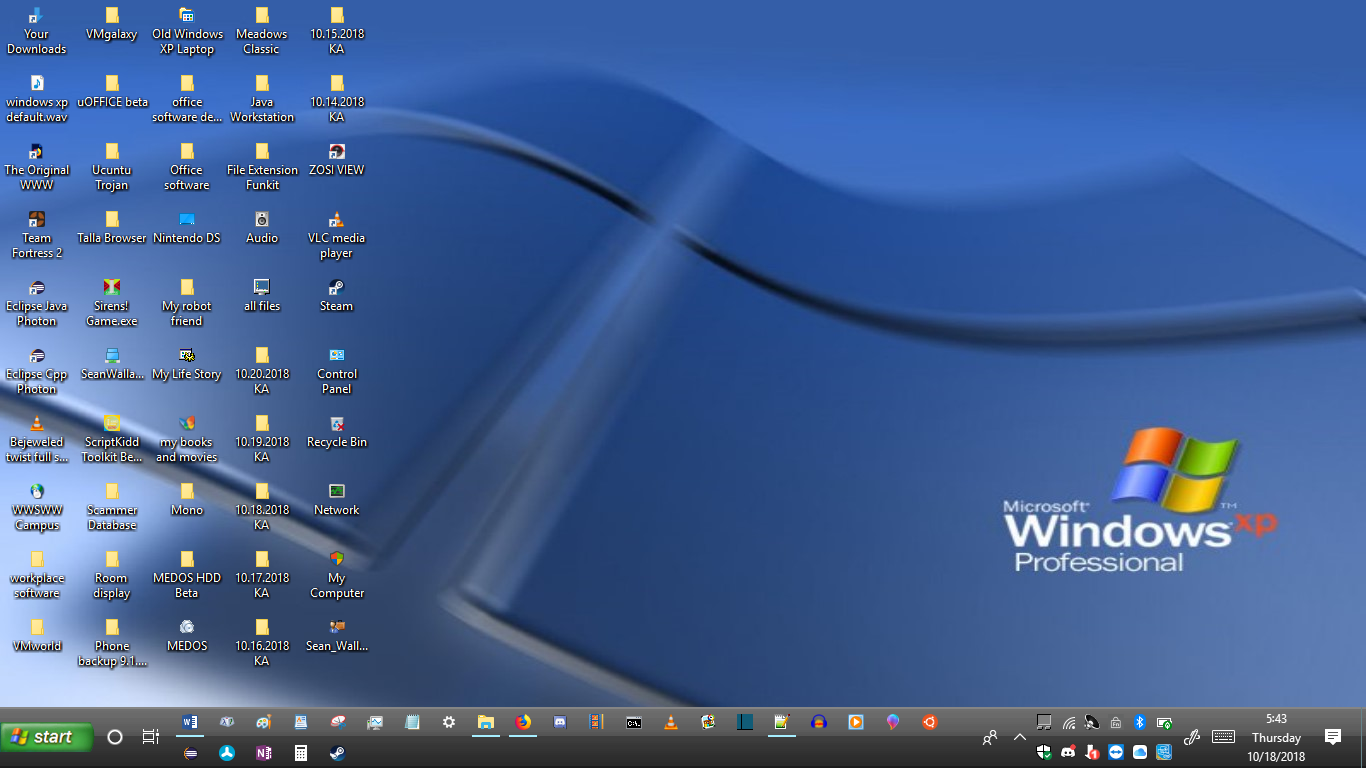 Your
Downloads
VMgalaxy
Old Windows
XP Laptop
Meadows
Classic
10.15.2018
KA
windows xp
default.wav
uOFFICE beta
office
software de...
Java
Workstation
10.14.2018
KA
The Original
WWW
Ucuntu
Trojan
Office
software
File Extension
Funkit
ZOSI VIEW
Team
Fortress 2
Talla Browser
Nintendo DS
Audio
VLC media
player
Eclipse Java
Photon
Sirens!
Game.exe
My robot
friend
all files
Steam
Eclipse Cpp
Photon
SeanWalla...
My Life Story
10.20.2018
KA
Control
Panel
Bejeweled
twist full s...
ScriptKidd
Toolkit Be...
my books
and movies
10.19.2018
KA
Recycle Bin
WWSWW
Campus
Scammer
Database
Mono
10.18.2018
KA
Network
workplace
software
Room
display
MEDOS HDD
Beta
10.17.2018
KA
My
Computer
VMworld
Phone
backup 9.1....
MEDOS
10.16.2018
KA
Sean_Wall...
Microsoft®
Windows xp
TM
Professional
start
5:43
Thursday
10/18/2018